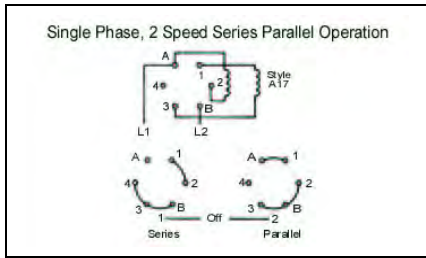 Single Phase, 2 Speed Series Parallel Operation
A
1
Style
A17
4
2
3
B
L1
L2
A
1
A
1
4
2
4
2
3
B
3
B
1
Off
2
Series
Parallel